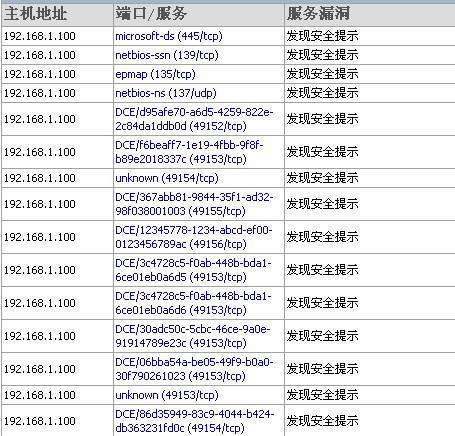 主机地址 端口/服务 服务漏洞
192.168.1.100 microsoft-ds (445/tcp) 发现安全提示
192.168.1.100 netbios-ssn (139/tcp) 发现安全提示
192.168.1.100 epmap (135/tcp) 发现安全提示
192.168.1.100 netbios-ns (137/udp) 发现安全提示
192.168.1.100 DCE/d95afe70-a6d5-4259-822e- 发现安全提示
2c84da1ddb0d (49152/tcp)
192.168.1.100 DCE/f6beaff7-1e19-4fbb-9f8f- 发现安全提示
b89e2018337c (49153/tcp)
192.168.1.100 unknown (49154/tcp) 发现安全提示
192.168.1.100 DCE/367abb81-9844-35f1-ad32- 发现安全提示
98f038001003 (49155/tcp)
192.168.1.100 DCE/12345778-1234-abcd-ef00- 发现安全提示
0123456789ac (49156/tcp)
192.168.1.100 DCE/3c4728c5-f0ab-448b-bda1- 发现安全提示
6ce01eb0a6d5 (49153/tcp)
192.168.1.100 DCE/3c4728c5-f0ab-448b-bda1- 发现安全提示
6ce01eb0a6d6 (49153/tcp)
192.168.1.100 DCE/30adc50c-5cbc-46ce-9a0e- 发现安全提示
91914789e23c (49153/tcp)
192.168.1.100 DCE/06bba54a-be05-49f9-b0a0- 发现安全提示
30f790261023 (49153/tcp)
192.168.1.100 unknown (49153/tcp) 发现安全提示
192.168.1.100 DCE/86d35949-83c9-4044-b424- 发现安全提示
db363231fd0c (49154/tcp)